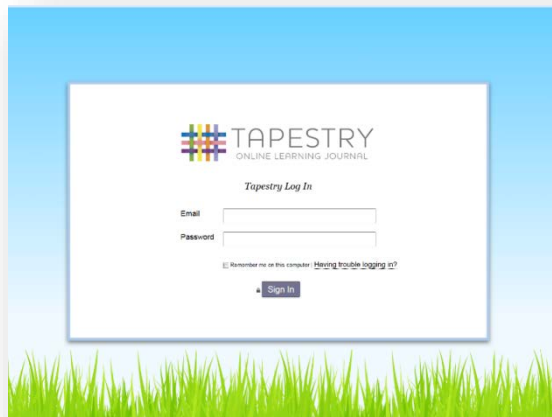 TAPESTRY
ONLINE LEARNING JOURNAL
Tapestry Log In
Email
Password
Remember me on this computer | Having trouble logging in?
Sign In